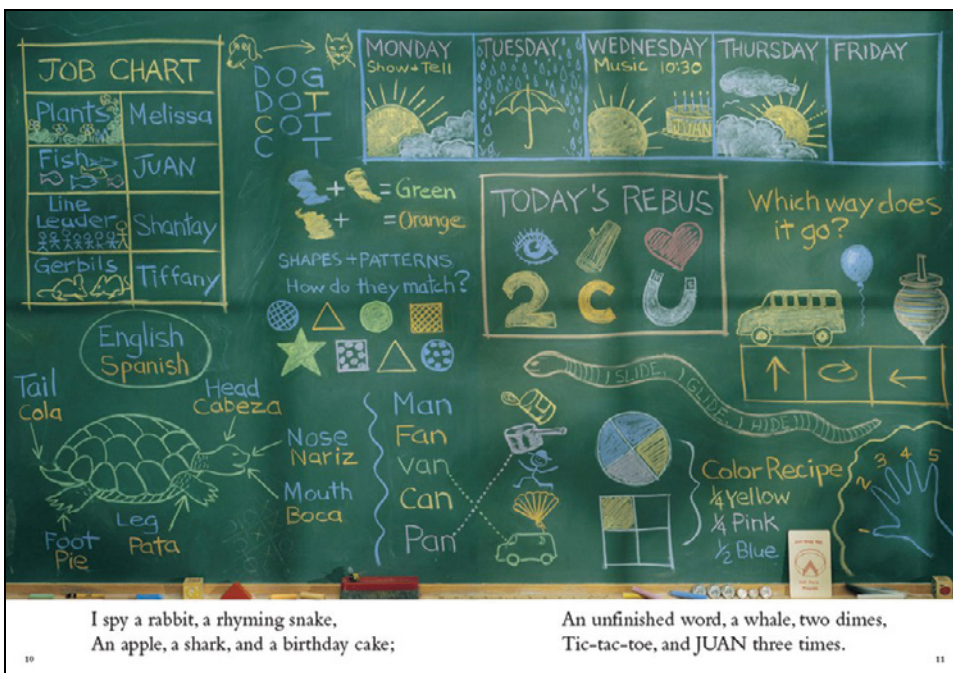 JOB CHART
Plants Melissa
Fish JUAN
Line Leader Shantay
Gerbils Tiffany
DOG
DOT
COT
C T
MONDAY TUESDAY WEDNESDAY THURSDAY FRIDAY
Show + Tell
Music 10:30
JUAN
+ = Green
+ = Orange
SHAPES + PATTERNS
How do they match?
TODAY'S REBUS
2 C U
Which way does
it go?
English
Spanish
Tail
Cola
Head
Cabeza
Nose
Nariz
Mouth
Boca
Leg
Pata
Foot
Pie
Man
Fan
van
Can
Pan
I SLIDE, I GLIDE, I HIDE!
Color Recipe
1/4 Yellow
1/4 Pink
1/2 Blue
2 3 4 5
I spy a rabbit, a rhyming snake,
An apple, a shark, and a birthday cake;
An unfinished word, a whale, two dimes,
Tic-tac-toe, and JUAN three times.
10
11